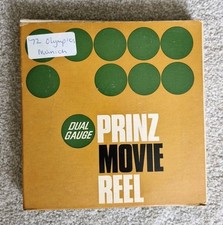 The Olympics
Munich
DUAL
GAUGE
PRINZ
MOVIE
REEL